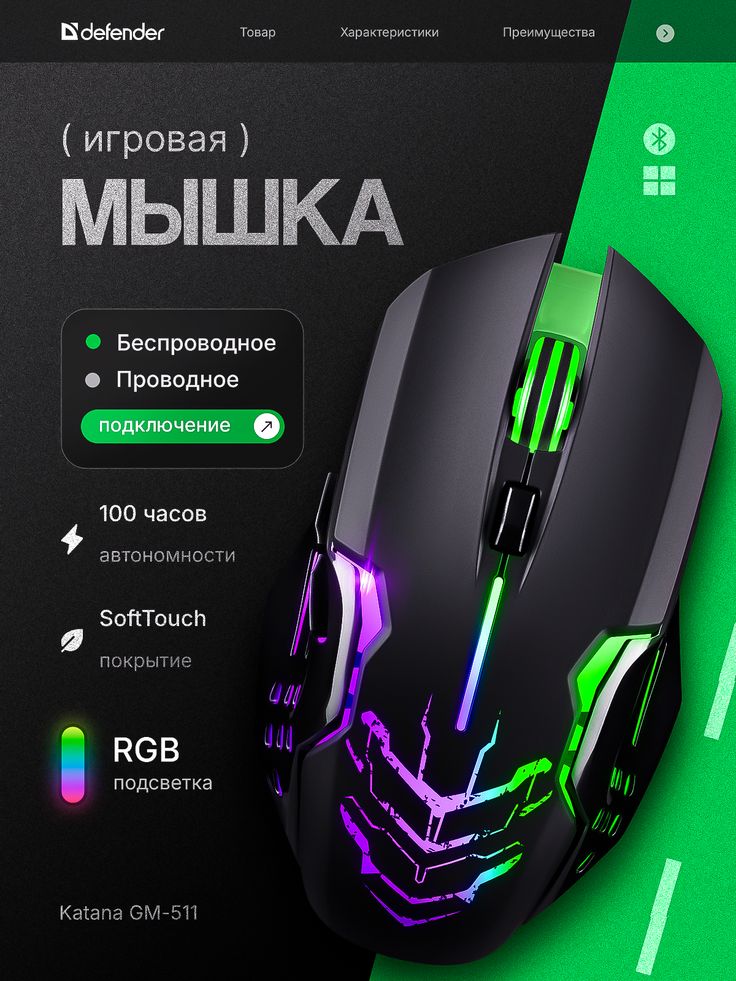 defender
Товар
Характеристики
Преимущества
( игровая )
МЫШКА
Беспроводное
Проводное
подключение
100 часов
автономности
SoftTouch
покрытие
RGB
подсветка
Katana GM-511